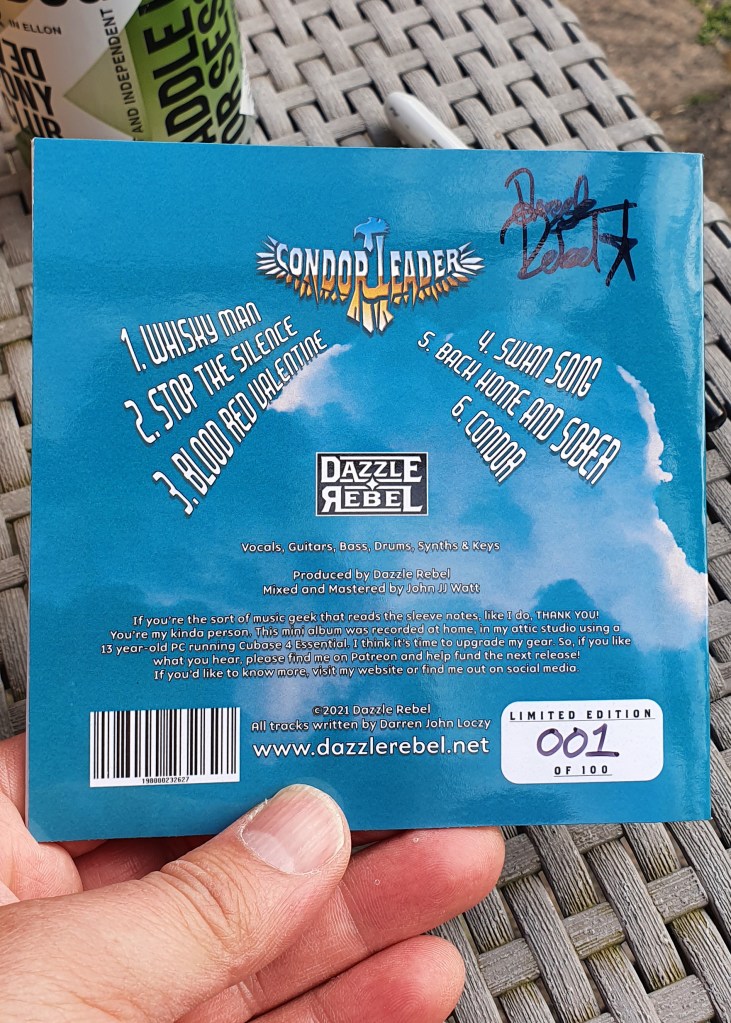 IN ELLON
AND INDEPENDENT
CONDOR LEADER
1. WHISKY MAN
2. STOP THE SILENCE
3. BLOOD RED VALENTINE
4. SWAN SONG
5. BACK HOME AND SOBER
6. CONDOR
DAZZLE
REBEL
Vocals, Guitars, Bass, Drums, Synths & Keys
Produced by Dazzle Rebel
Mixed and Mastered by John JJ Watt
If you're the sort of music geek that reads the sleeve notes, like I do, THANK YOU!
You're my kinda person. This mini album was recorded at home, in my attic studio using a
13 year-old PC running Cubase 4 Essential. I think it's time to upgrade my gear. So, if you like
what you hear, please find me on Patreon and help fund the next release!
If you'd like to know more, visit my website or find me out on social media
©2021 Dazzle Rebel
All tracks written by Darren John Loczy
www.dazzlerebel.net
198000232627
LIMITED EDITION
001
OF 100